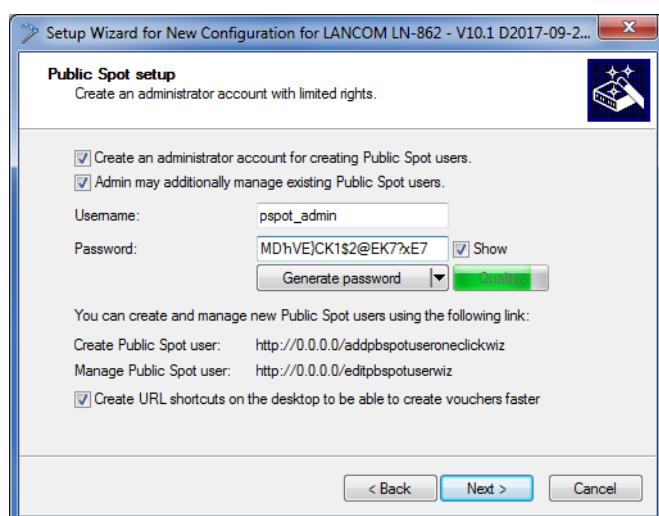 Setup Wizard for New Configuration for LANCOM LN-862 - V10.1 D2017-09-2...
Public Spot setup
Create an administrator account with limited rights.
Create an administrator account for creating Public Spot users.
Admin may additionally manage existing Public Spot users.
Username: pspot_admin
Password: MD'hVE}CK1$2@EK7?xE7 Show
Generate password Quality
You can create and manage new Public Spot users using the following link:
Create Public Spot user: http://0.0.0.0/addpbspotuseroneclickwiz
Manage Public Spot user: http://0.0.0.0/editpbspotuserwiz
Create URL shortcuts on the desktop to be able to create vouchers faster
< Back Next > Cancel